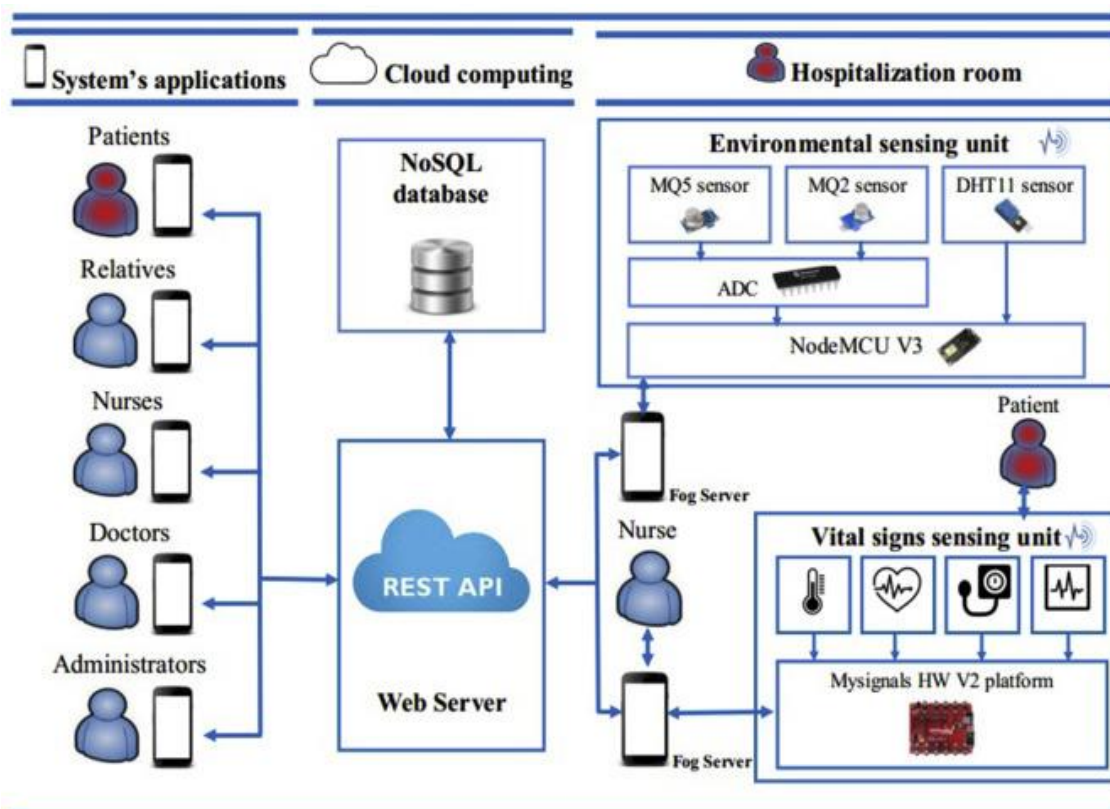 System's applications
Cloud computing
Hospitalization room
Patients
Relatives
Nurses
Doctors
Administrators
NoSQL
database
REST API
Web Server
Environmental sensing unit
MQ5 sensor
MQ2 sensor
DHT11 sensor
ADC
NodeMCU V3
Fog Server
Patient
Nurse
Vital signs sensing unit
Mysignals HW V2 platform
Fog Server